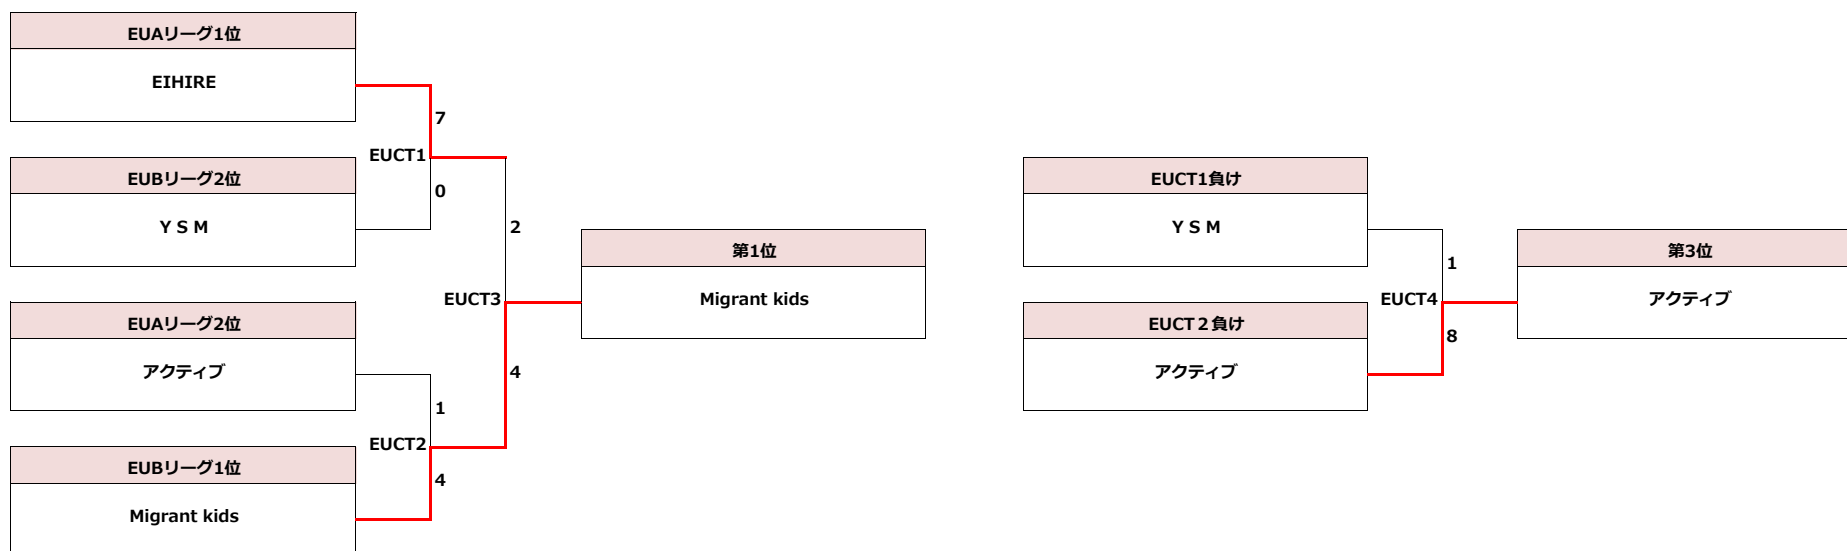 EUAリーグ1位
EIHIRE
7
EUCT1
EUBリーグ2位
0
Y S M
2
第1位
EUCT3
Migrant kids
EUAリーグ2位
アクティブ
4
1
EUCT2
EUBリーグ1位
4
Migrant kids
EUCT1負け
Y S M
1
第3位
EUCT4
アクティブ
EUCT２負け
8
アクティブ